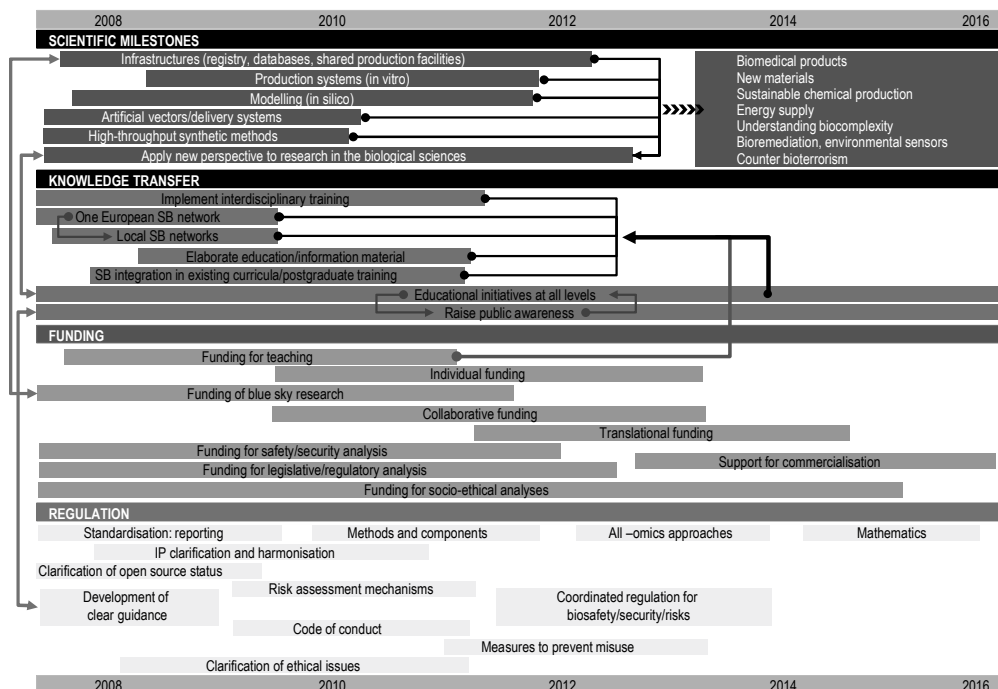 2008 2010 2012 2014 2016
SCIENTIFIC MILESTONES
Infrastructures (registry, databases, shared production facilities)
Production systems (in vitro)
Modelling (in silico)
Artificial vectors/delivery systems
High-throughput synthetic methods
Apply new perspective to research in the biological sciences
Biomedical products
New materials
Sustainable chemical production
Energy supply
Understanding biocomplexity
Bioremediation, environmental sensors
Counter bioterrorism
KNOWLEDGE TRANSFER
Implement interdisciplinary training
One European SB network
Local SB networks
Elaborate education/information material
SB integration in existing curricula/postgraduate training
Educational initiatives at all levels
Raise public awareness
FUNDING
Funding for teaching
Individual funding
Funding of blue sky research
Collaborative funding
Translational funding
Funding for safety/security analysis
Support for commercialisation
Funding for legislative/regulatory analysis
Funding for socio-ethical analyses
REGULATION
Standardisation: reporting Methods and components All –omics approaches Mathematics
IP clarification and harmonisation
Clarification of open source status
Risk assessment mechanisms
Development of
clear guidance
Coordinated regulation for
biosafety/security/risks
Code of conduct
Measures to prevent misuse
Clarification of ethical issues
2008 2010 2012 2014 2016